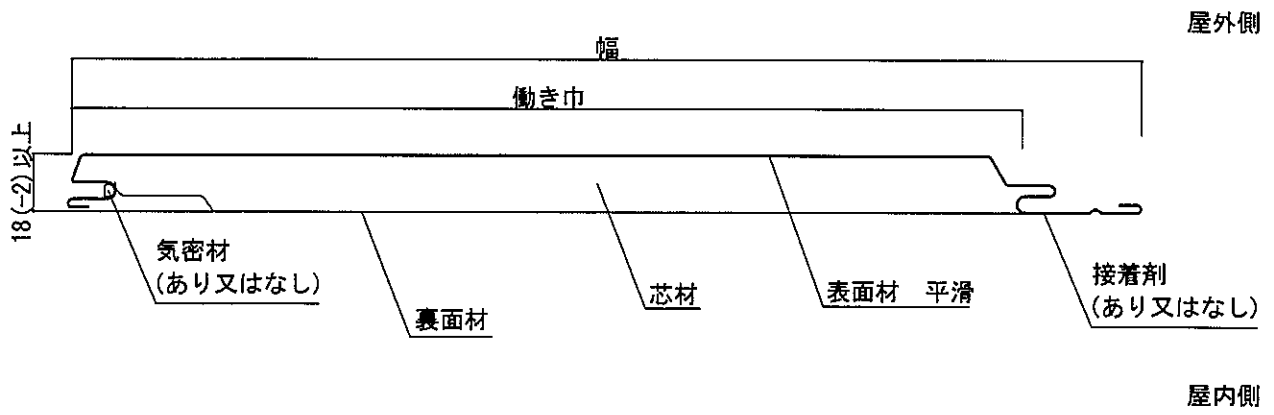 屋外側
幅
働き巾
18(-2)以上
気密材
(あり又はなし)
裏面材
芯材
表面材　平滑
接着剤
(あり又はなし)
屋内側